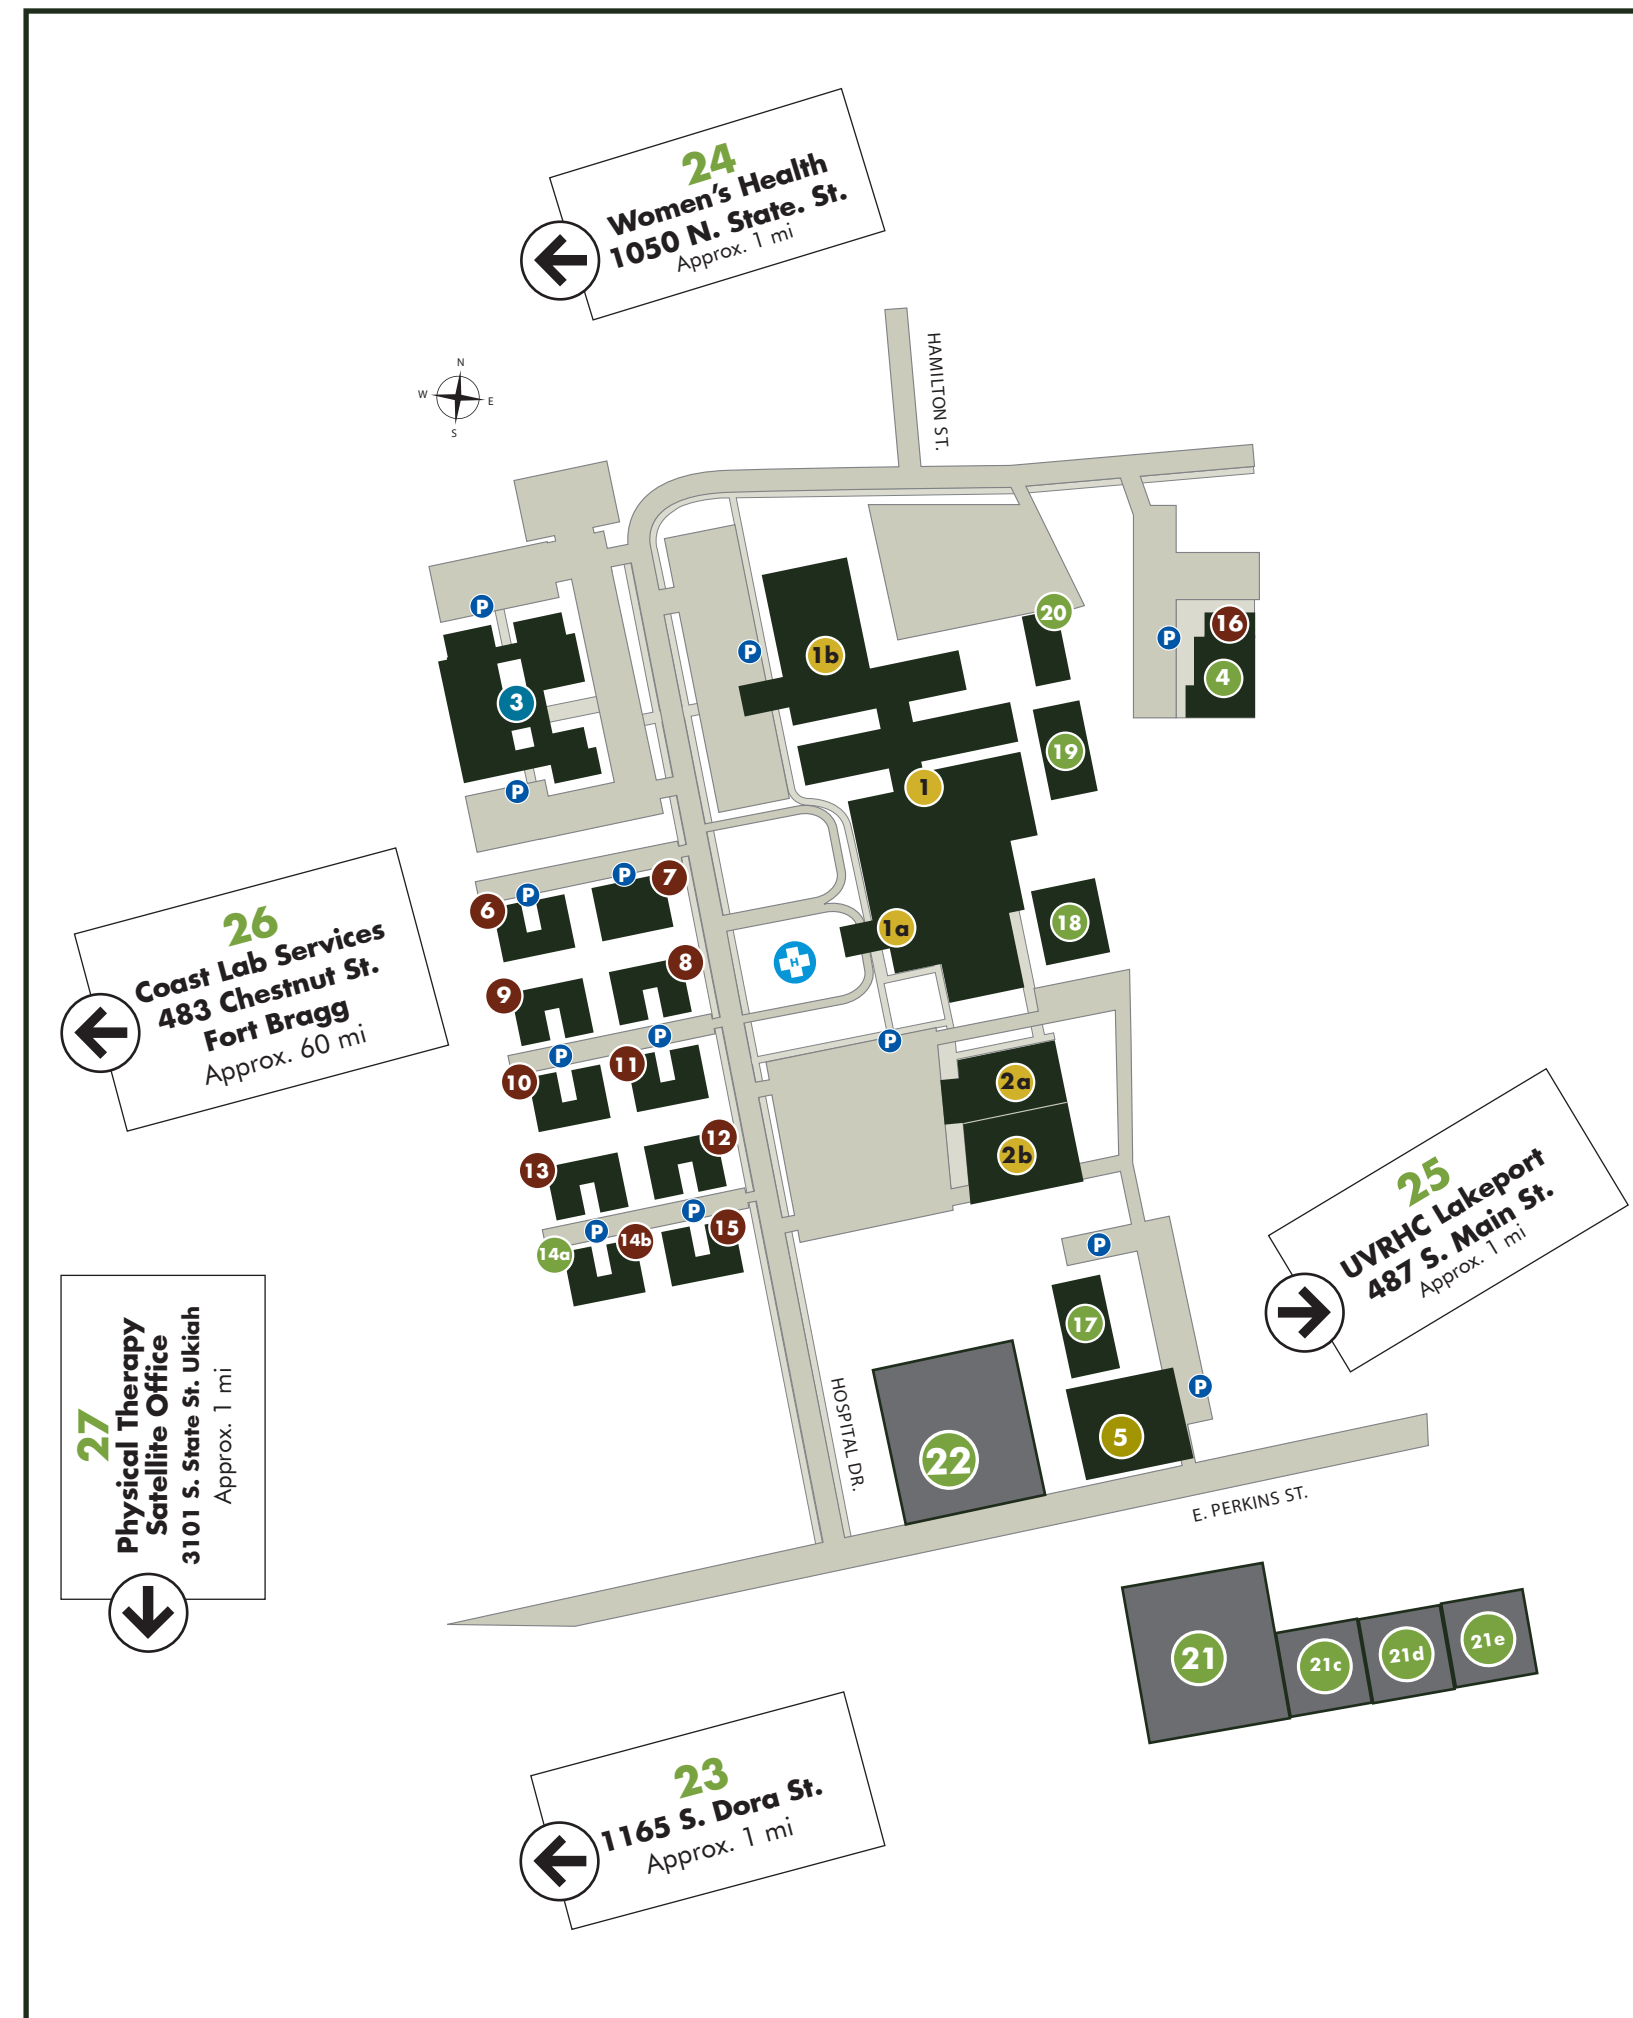 24
Women's Health
1050 N. State. St.
Approx. 1 mi
HAMILTON ST.
N
W
E
S
P
20
16
P
4
1b
P
3
19
1
P
7
P
P
6
18
1a
H
8
9
P
P
P
11
10
2a
12
2b
13
P
15
P
14b
14a
P
17
P
5
22
HOSPITAL DR.
E. PERKINS ST.
21
21c
21d
21e
26
Coast Lab Services
483 Chestnut St.
Fort Bragg
Approx. 60 mi
25
UVRHC Lakeport
487 S. Main St.
Approx. 1 mi
27
Physical Therapy
Satellite Office
3101 S. State St. Ukiah
Approx. 1 mi
23
1165 S. Dora St.
Approx. 1 mi